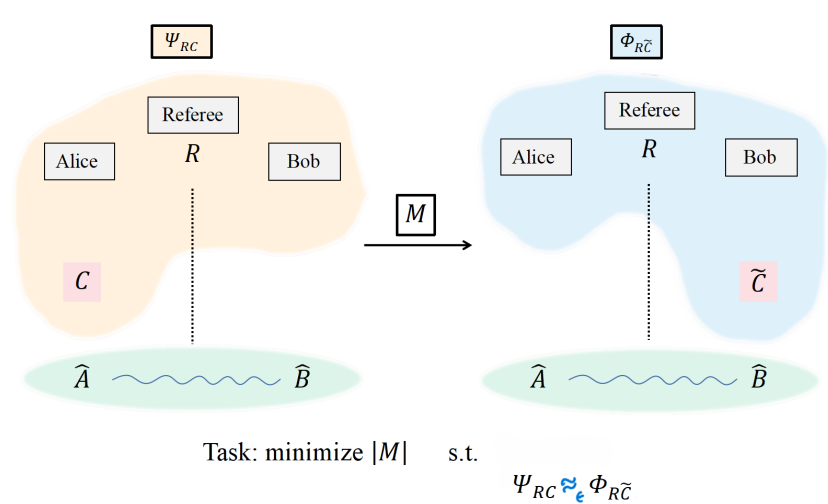 Ψ_RC Φ_RC̃
Referee Referee
Alice R Bob Alice R Bob
M
C C̃
Â B̂ Â B̂
Task: minimize |M| s.t.
Ψ_RC ≈_ϵ Φ_RC̃